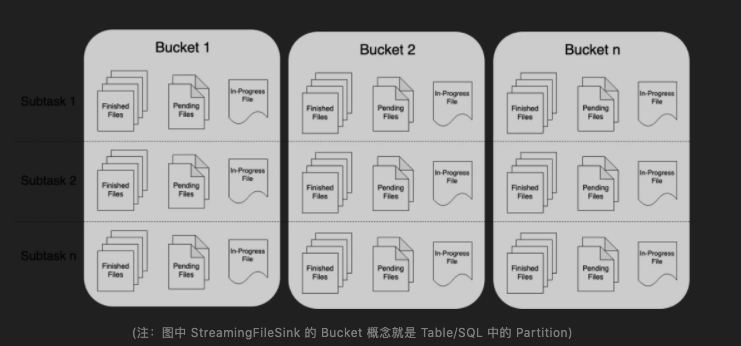 Bucket 1
Bucket 2
Bucket n
Subtask 1
Finished
Files
Pending
Files
In-Progress
File
Finished
Files
Pending
Files
In-Progress
File
Finished
Files
Pending
Files
In-Progress
File
Subtask 2
Finished
Files
Pending
Files
In-Progress
File
Finished
Files
Pending
Files
In-Progress
File
Finished
Files
Pending
Files
In-Progress
File
Subtask n
Finished
Files
Pending
Files
In-Progress
File
Finished
Files
Pending
Files
In-Progress
File
Finished
Files
Pending
Files
In-Progress
File
(注：图中 StreamingFileSink 的 Bucket 概念就是 Table/SQL 中的 Partition)